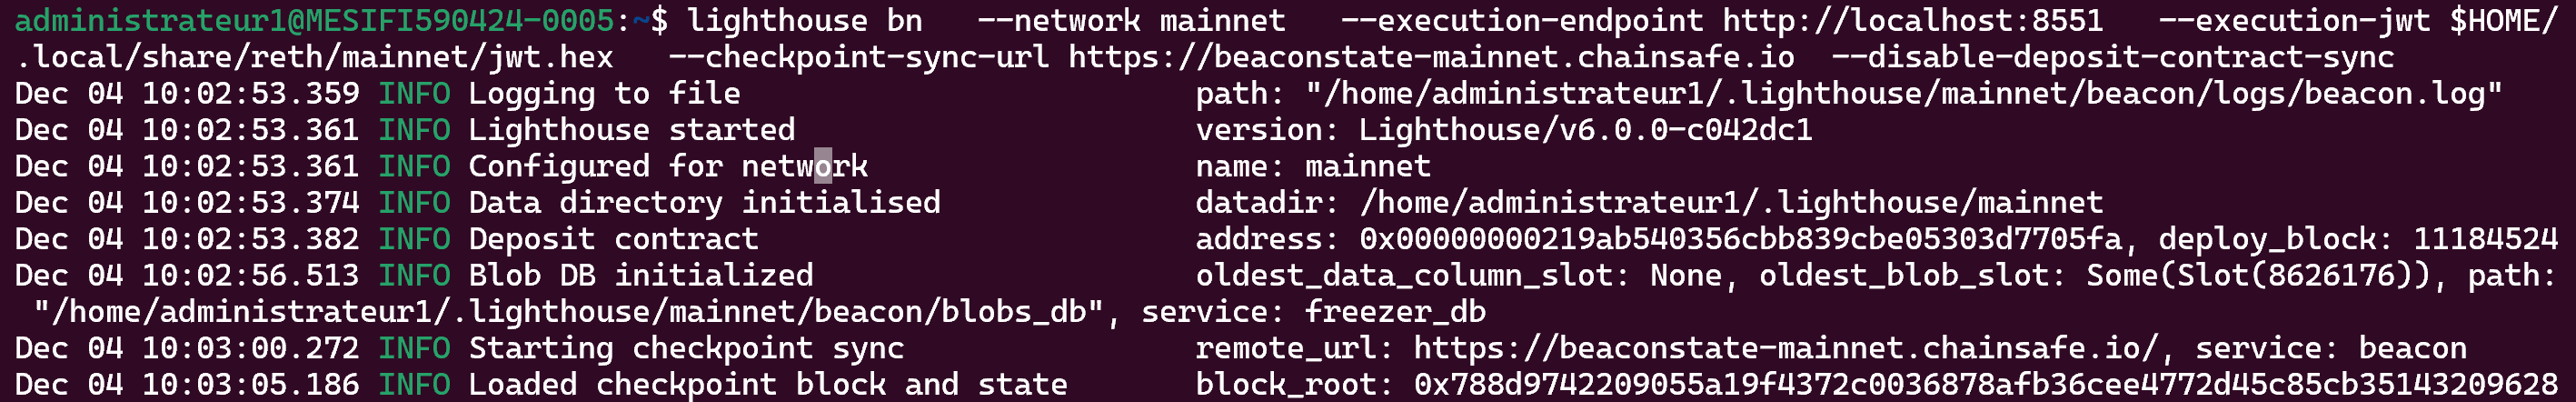 administrateur1@MESIFI590424-0005:~$ lighthouse bn   --network mainnet   --execution-endpoint http://localhost:8551   --execution-jwt $HOME/
.local/share/reth/mainnet/jwt.hex   --checkpoint-sync-url https://beaconstate-mainnet.chainsafe.io  --disable-deposit-contract-sync
Dec 04 10:02:53.359 INFO Logging to file                         path: "/home/administrateur1/.lighthouse/mainnet/beacon/logs/beacon.log"
Dec 04 10:02:53.361 INFO Lighthouse started                      version: Lighthouse/v6.0.0-c042dc1
Dec 04 10:02:53.361 INFO Configured for network                  name: mainnet
Dec 04 10:02:53.374 INFO Data directory initialised              datadir: /home/administrateur1/.lighthouse/mainnet
Dec 04 10:02:53.382 INFO Deposit contract                        address: 0x00000000219ab540356cbb839cbe05303d7705fa, deploy_block: 11184524
Dec 04 10:02:56.513 INFO Blob DB initialized                     oldest_data_column_slot: None, oldest_blob_slot: Some(Slot(8626176)), path:
 "/home/administrateur1/.lighthouse/mainnet/beacon/blobs_db", service: freezer_db
Dec 04 10:03:00.272 INFO Starting checkpoint sync                remote_url: https://beaconstate-mainnet.chainsafe.io/, service: beacon
Dec 04 10:03:05.186 INFO Loaded checkpoint block and state       block_root: 0x788d9742209055a19f4372c0036878afb36cee4772d45c85cb35143209628